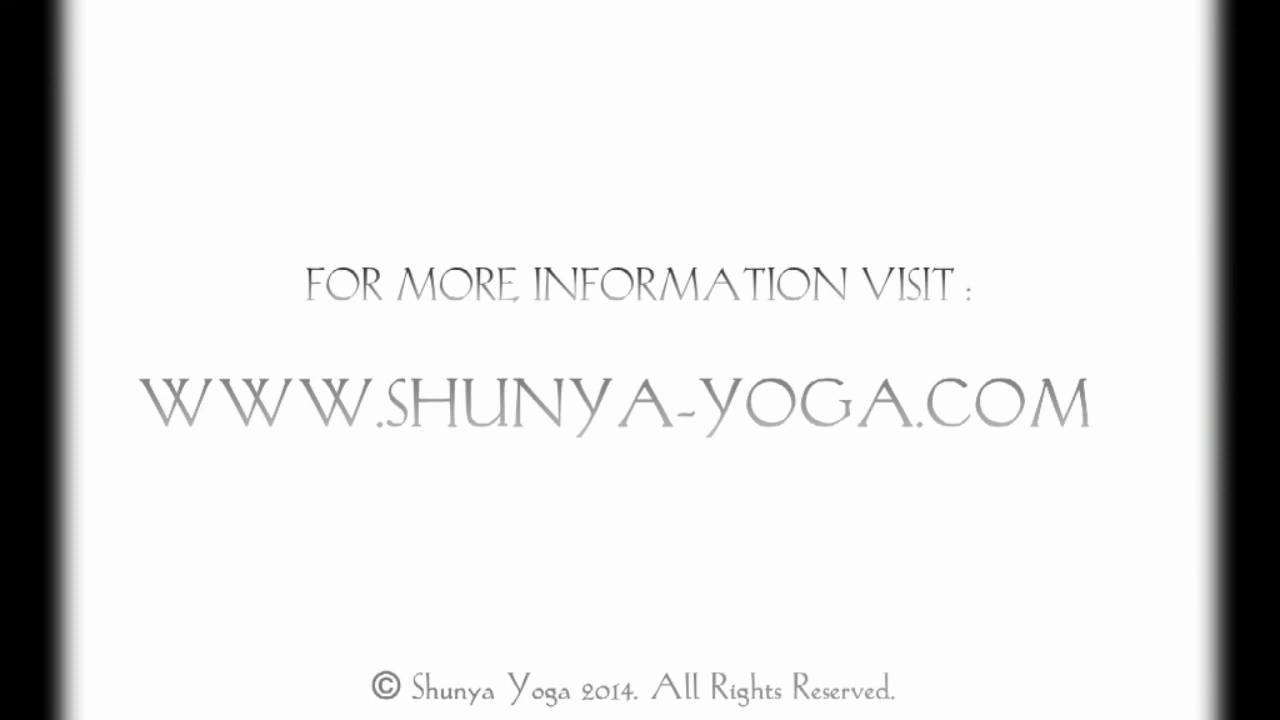 FOR MORE INFORMATION VISIT :
WWW.SHUNYA-YOGA.COM
© Shunya Yoga 2014. All Rights Reserved.